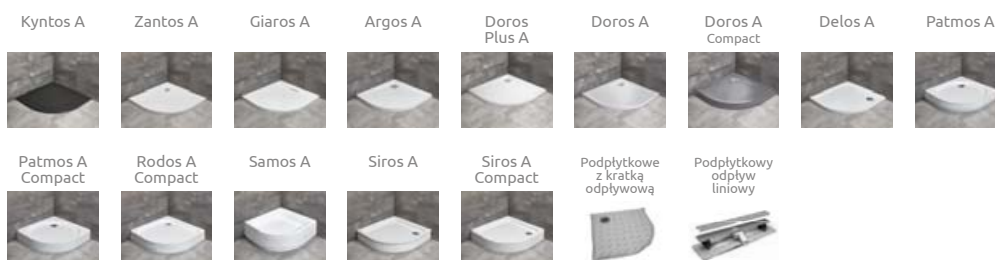 Kyntos A
Zantos A
Giaros A
Argos A
Doros
Plus A
Doros A
Doros A
Compact
Delos A
Patmos A
Patmos A
Compact
Rodos A
Compact
Samos A
Siros A
Siros A
Compact
Podpłytkowe
z kratką
odpływową
Podpłytkowy
odpływ
liniowy